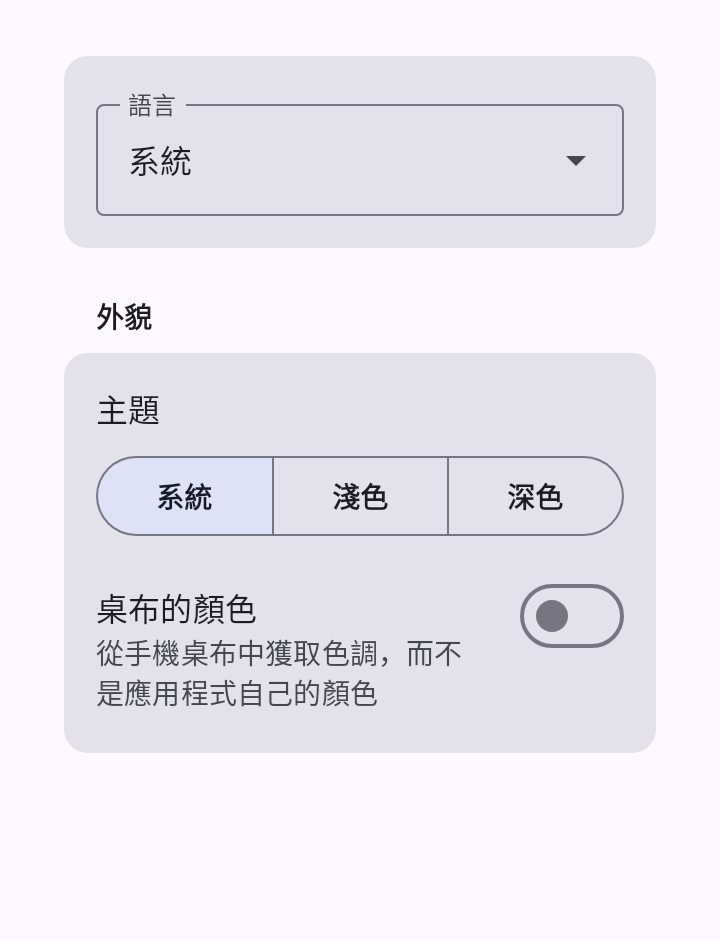 語言
系統
外貌
主題
系統
淺色
深色
桌布的顏色
從手機桌布中獲取色調，而不
是應用程式自己的顏色